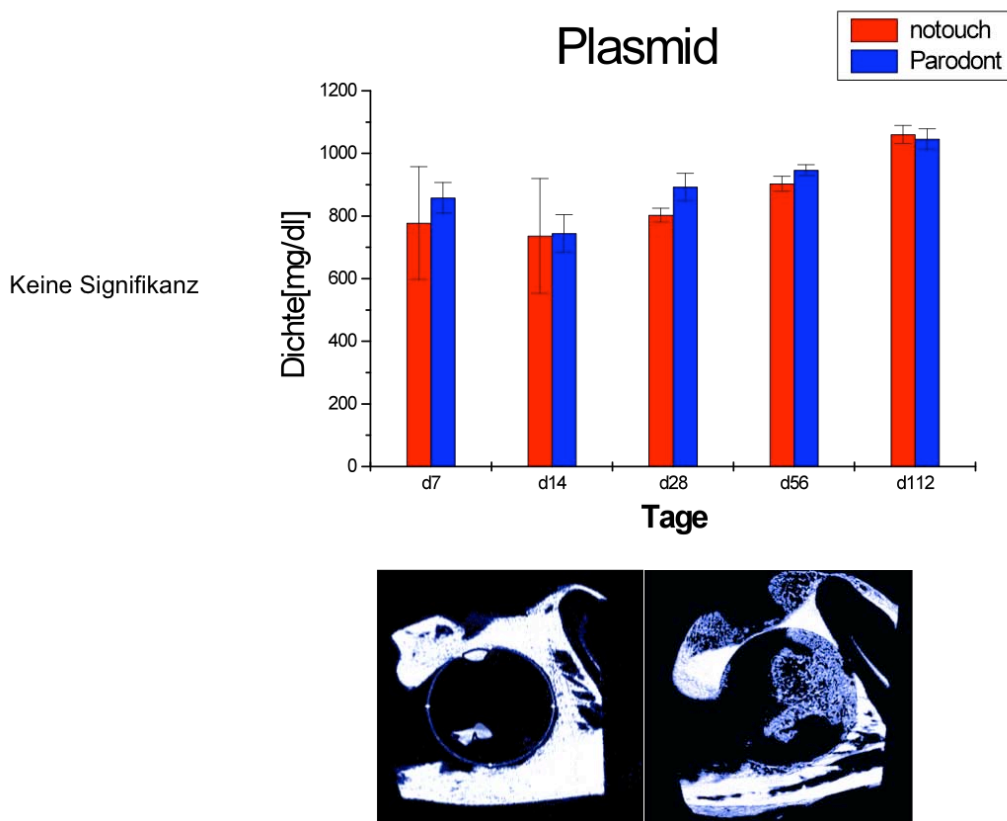 Plasmid
notouch
Parodont
Keine Signifikanz
Dichte[mg/dl]
1200
1000
800
600
400
200
0
d7 d14 d28 d56 d112
Tage